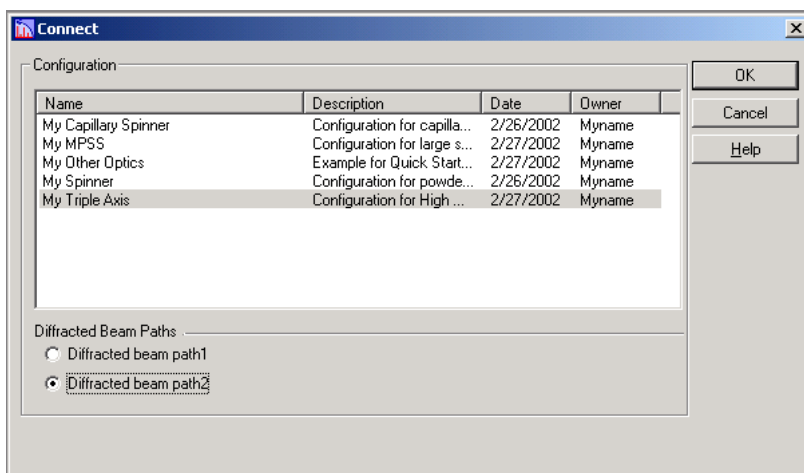 Connect
Configuration
OK
Cancel
Help
Name Description Date Owner
My Capillary Spinner Configuration for capilla... 2/26/2002 Myname
My MPSS Configuration for large s... 2/27/2002 Myname
My Other Optics Example for Quick Start... 2/27/2002 Myname
My Spinner Configuration for powde... 2/26/2002 Myname
My Triple Axis Configuration for High ... 2/27/2002 Myname
Diffracted Beam Paths
Diffracted beam path1
Diffracted beam path2